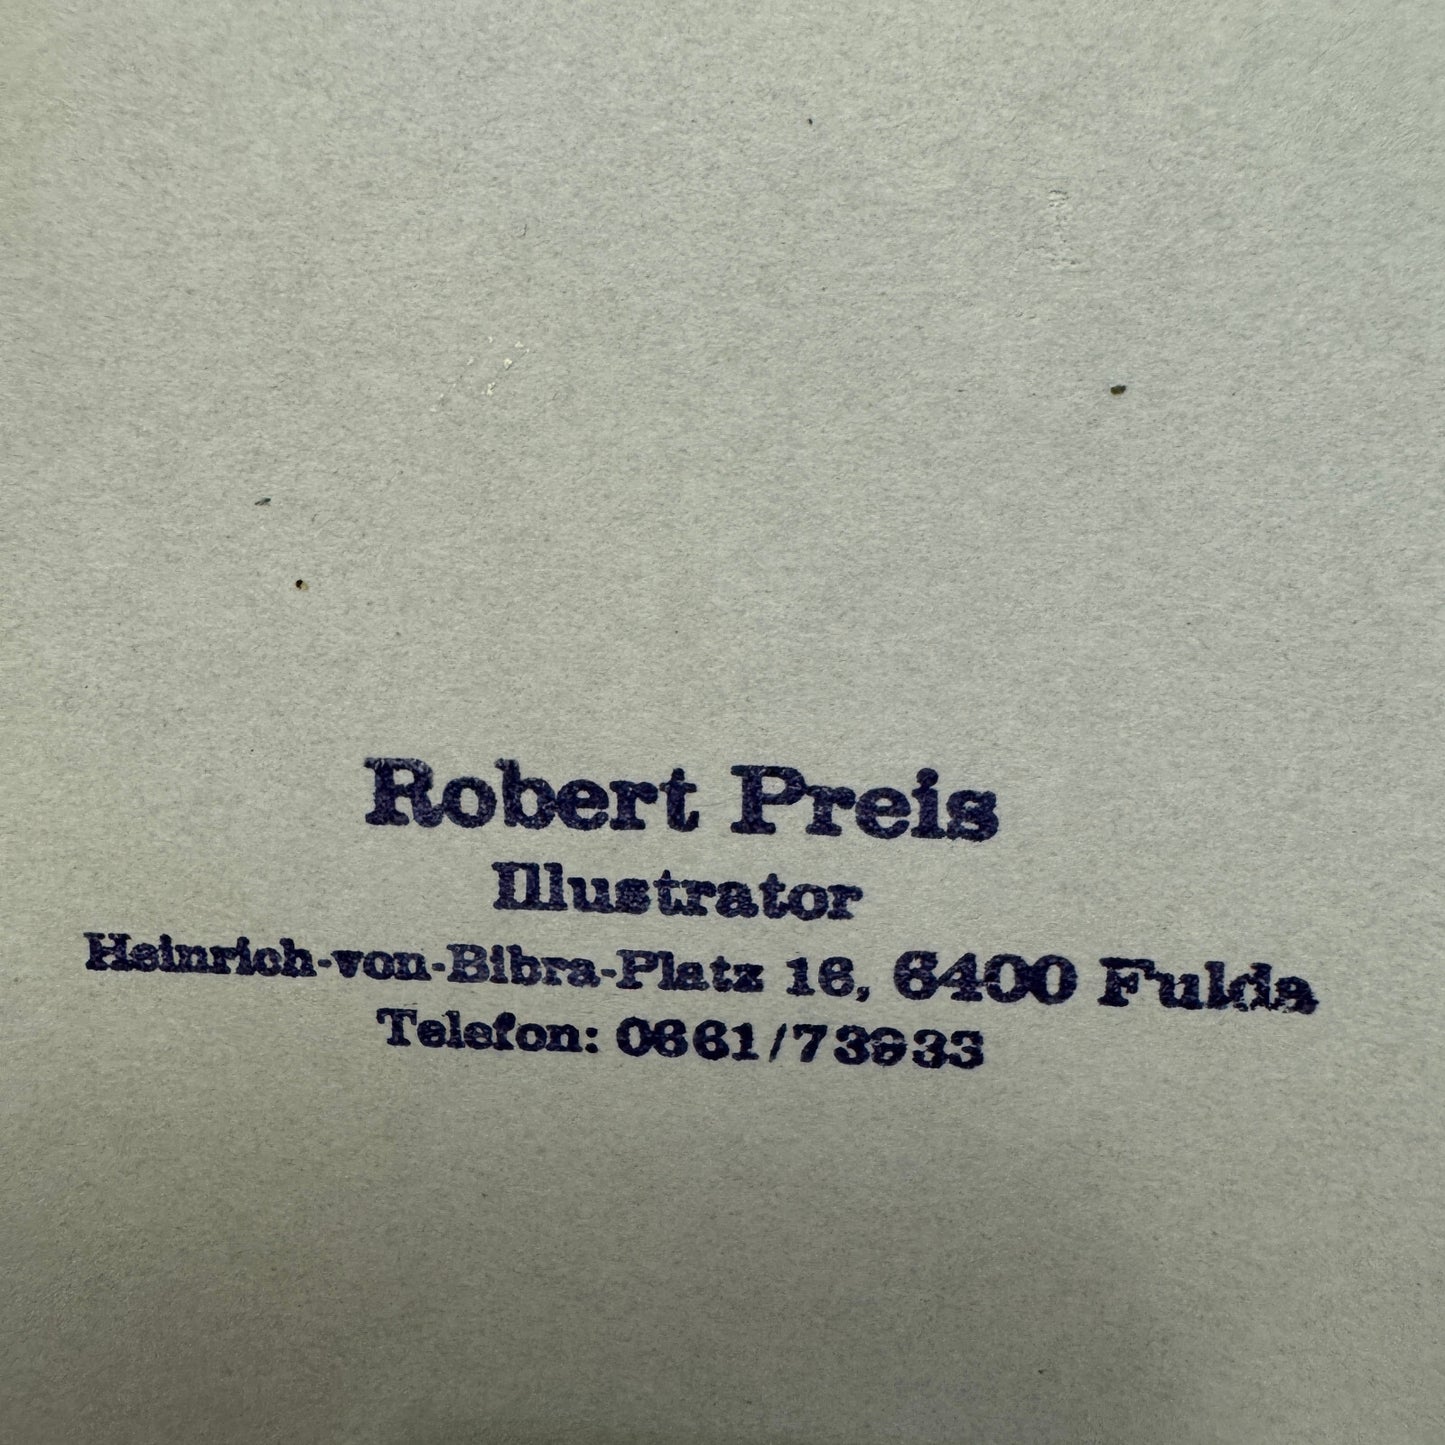 Robert Preis
Illustrator
Heinrich-von-Bibra-Platz 16, 6400 Fulda
Telefon: 0661/73933